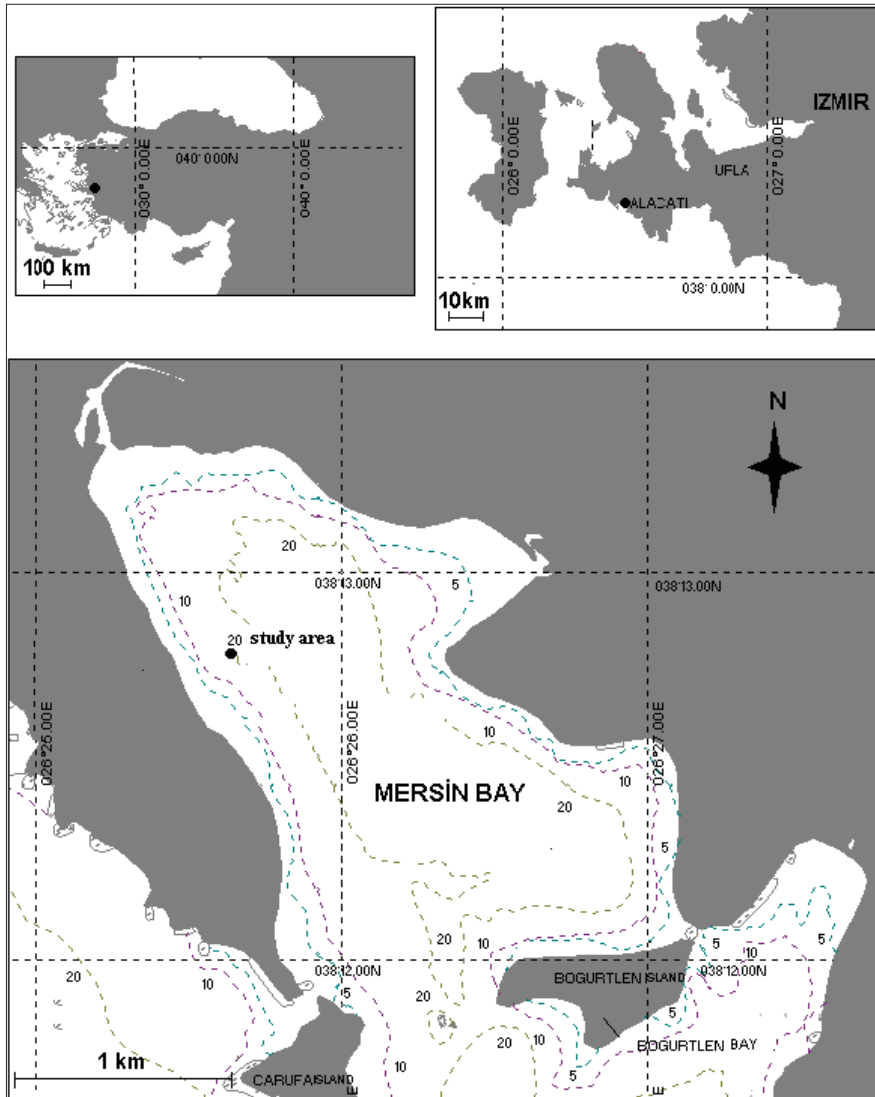 040° 0.00N
030° 0.00E
040° 0.00E
100 km
IZMIR
026° 0.00E
027° 0.00E
UFLA
ALACATI
038° 0.00N
10km
N
20
5
038°13.00N
038°13.00N
10
20 study area
026°25.00E
026°26.00E
026°27.00E
10
10
MERSİN BAY
20
5
20
10
5
10
5
038°12.00N
038°12.00N
20
10
5
BOGURTLEN ISLAND
20
5
20
10
BOGURTLEN BAY
1 km
10
5
CARUFA ISLAND
E
E